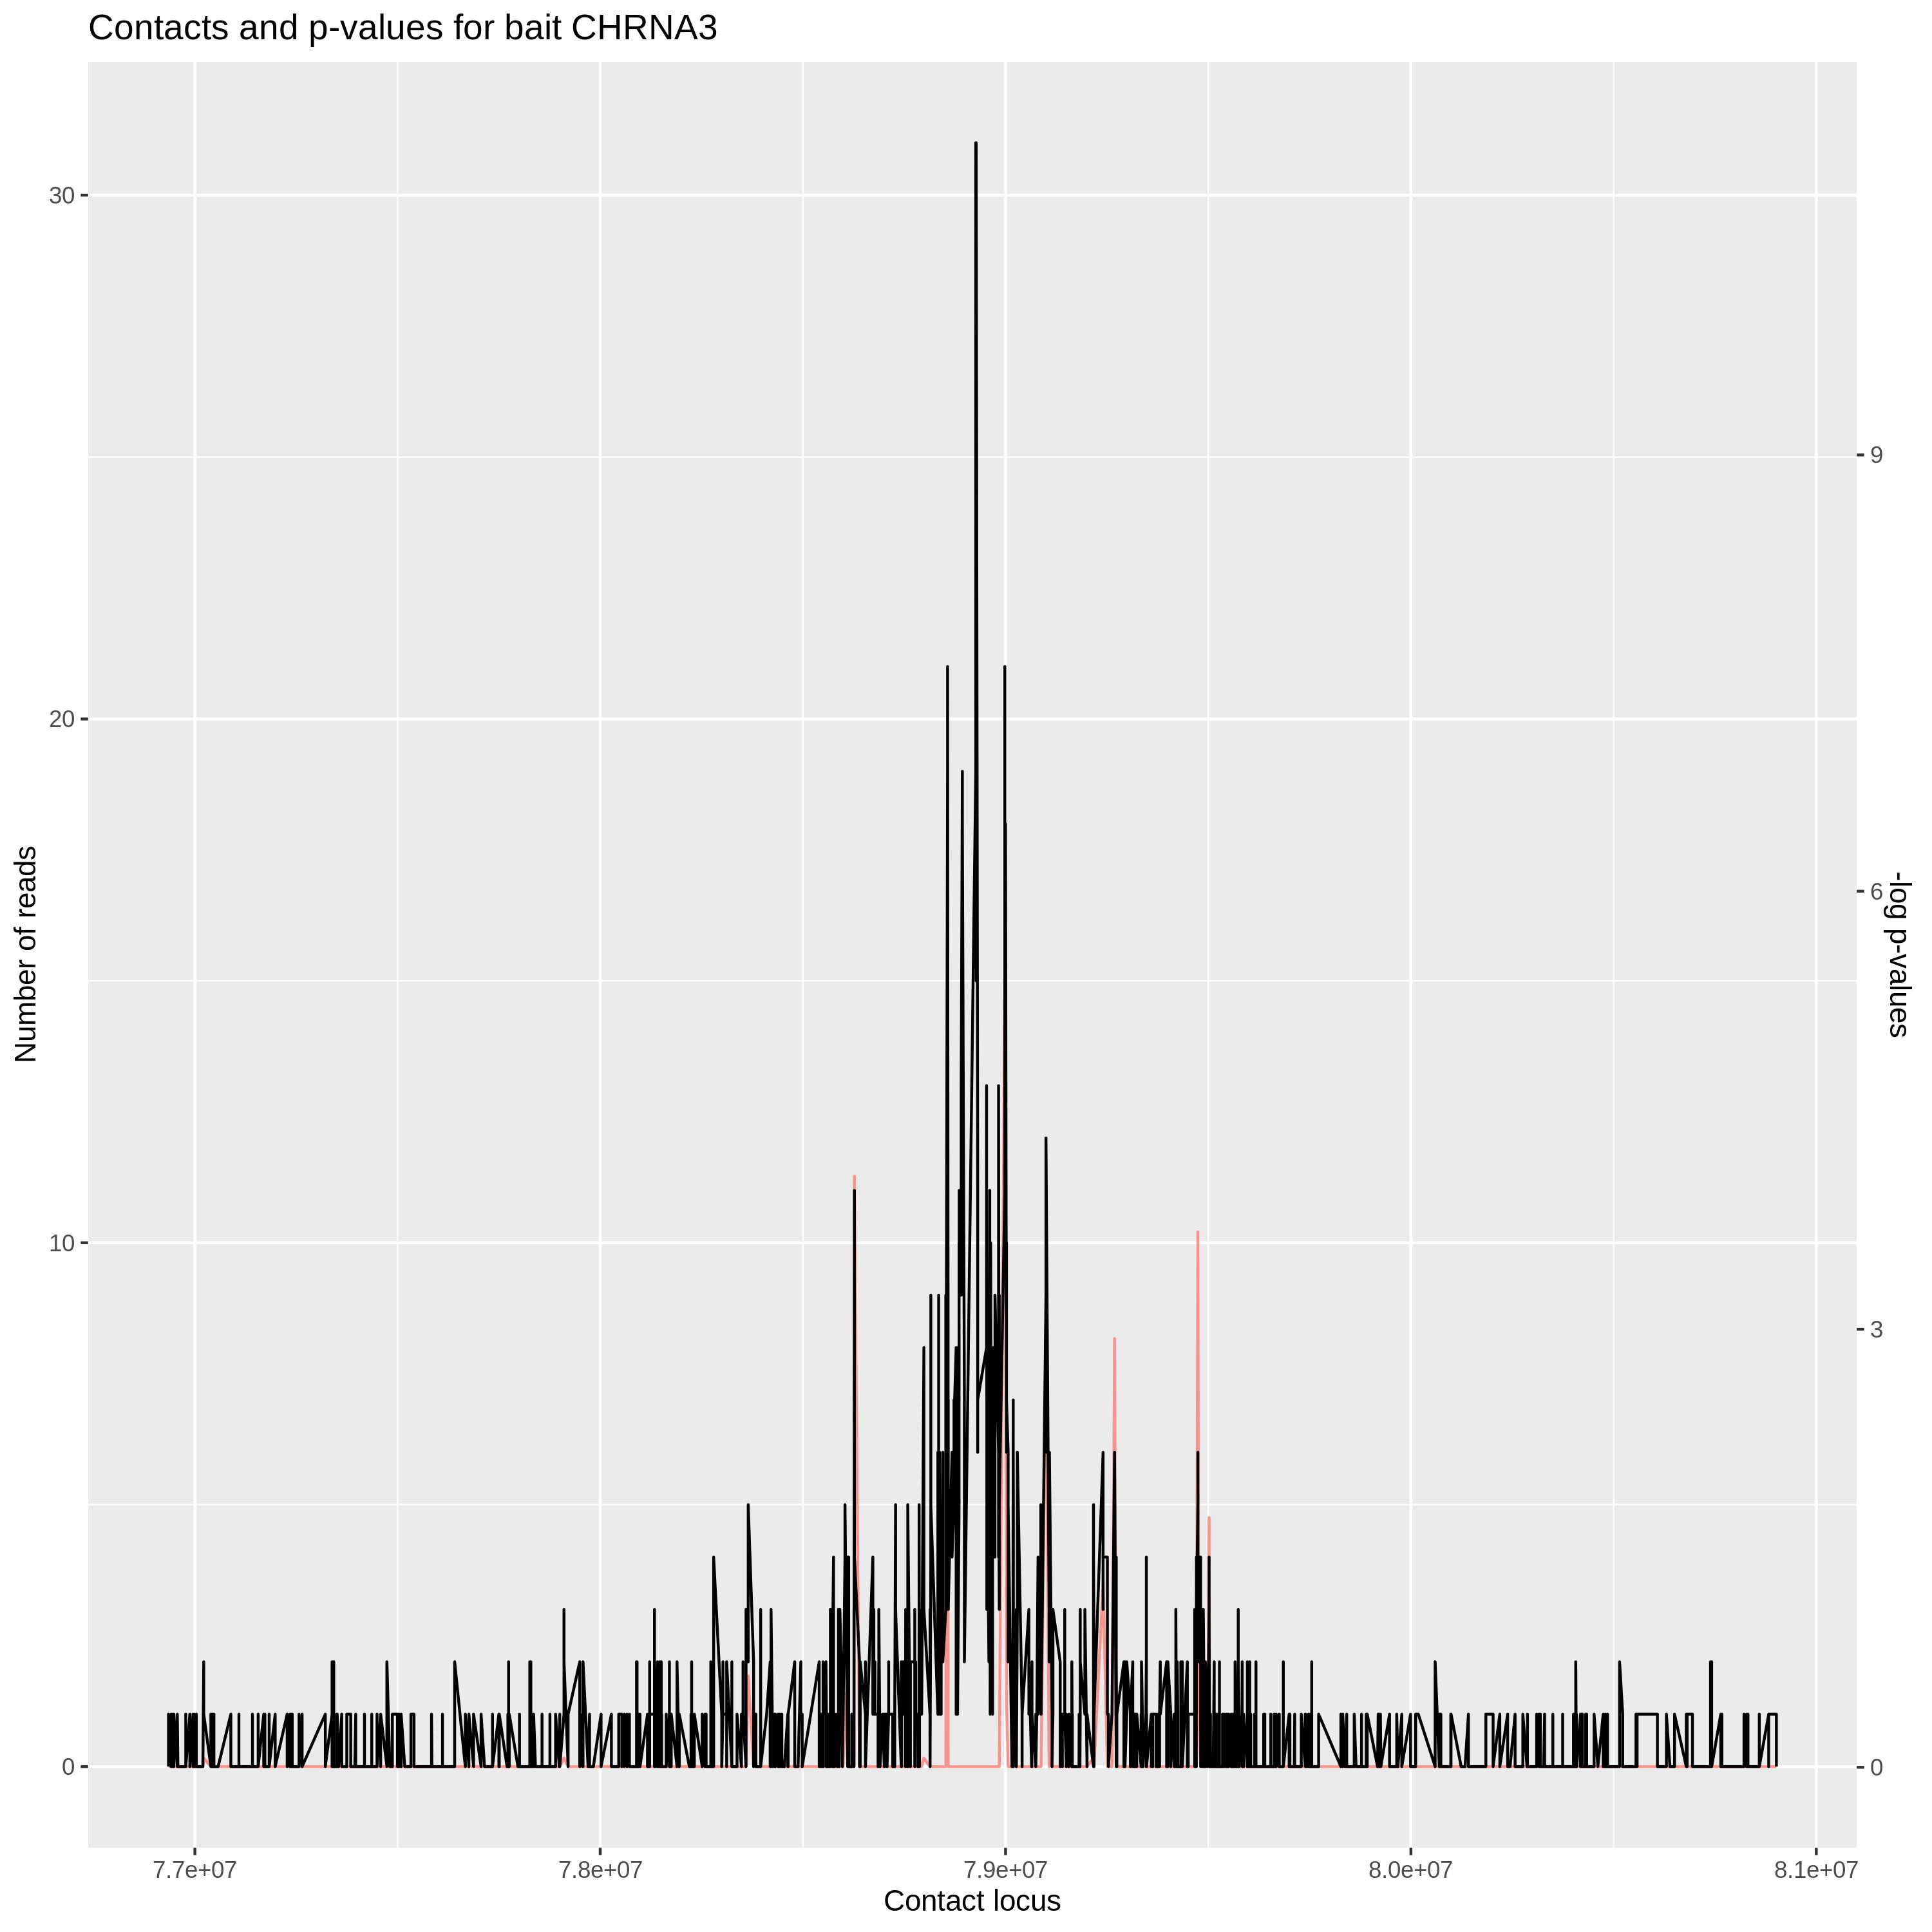 Contacts and p-values for bait CHRNA3
30
20
10
0
Number of reads
9
6
3
0
-log p-values
7.7e+07
7.8e+07
7.9e+07
8.0e+07
8.1e+07
Contact locus